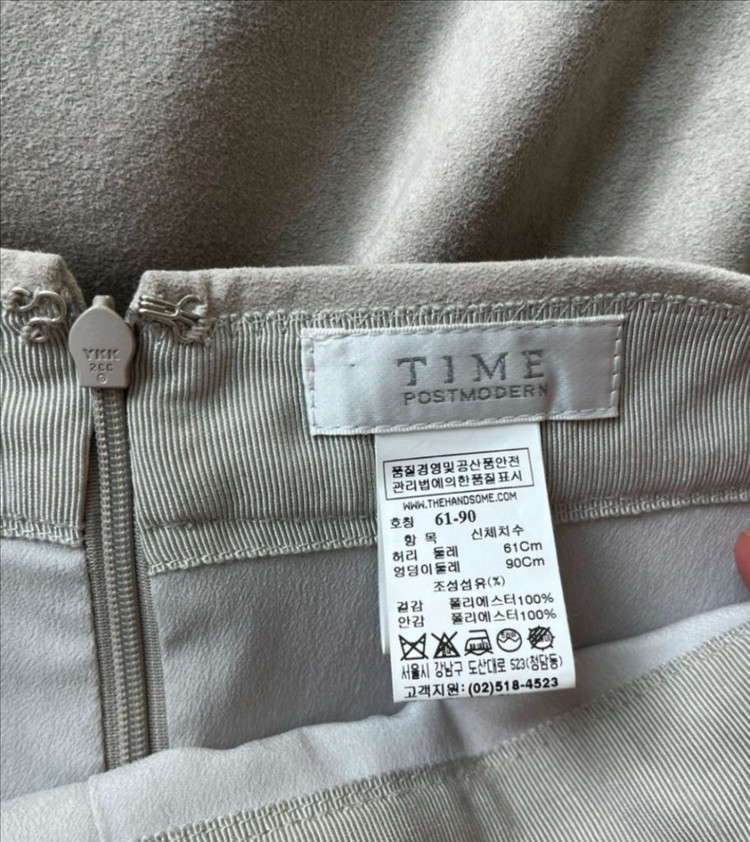 YKK
2CC
TIME
POSTMODERN
품질경영및공산품안전
관리법에의한품질표시
WWW.THEHANDSOME.COM
호칭 61-90
항 목 신체치수
허리 둘레 61Cm
엉덩이둘레 90Cm
조성섬유(%)
겉감 폴리에스터100%
안감 폴리에스터100%
서울시 강남구 도산대로 523(청담동)
고객지원: (02)518-4523